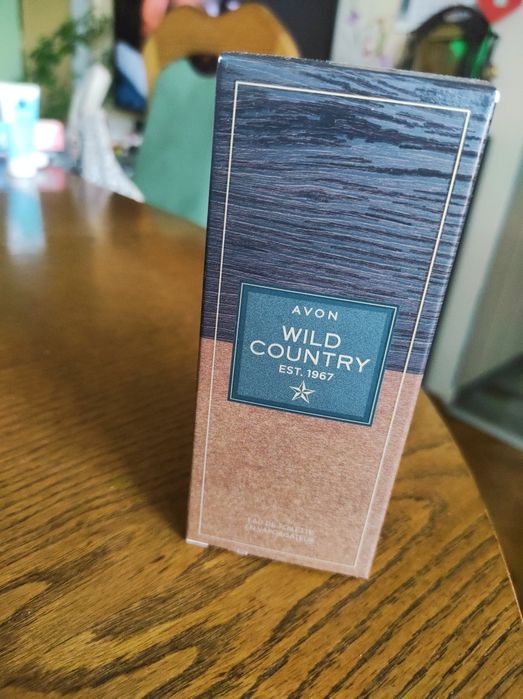 AVON
WILD
COUNTRY
EST. 1967
EAU DE TOILETTE
EN VAPORISATEUR